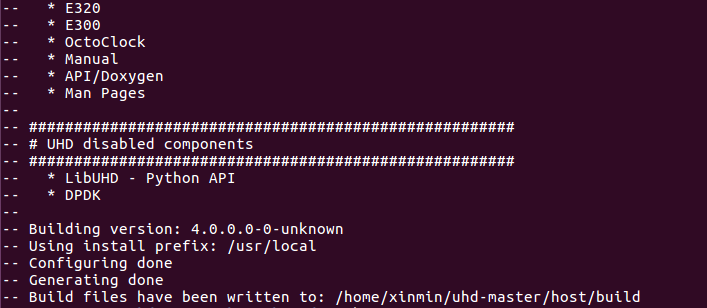 --   * E320
--   * E300
--   * OctoClock
--   * Manual
--   * API/Doxygen
--   * Man Pages
--
-- ######################################################
-- # UHD disabled components
-- ######################################################
--   * LibUHD - Python API
--   * DPDK
--
-- Building version: 4.0.0.0-0-unknown
-- Using install prefix: /usr/local
-- Configuring done
-- Generating done
-- Build files have been written to: /home/xinmin/uhd-master/host/build